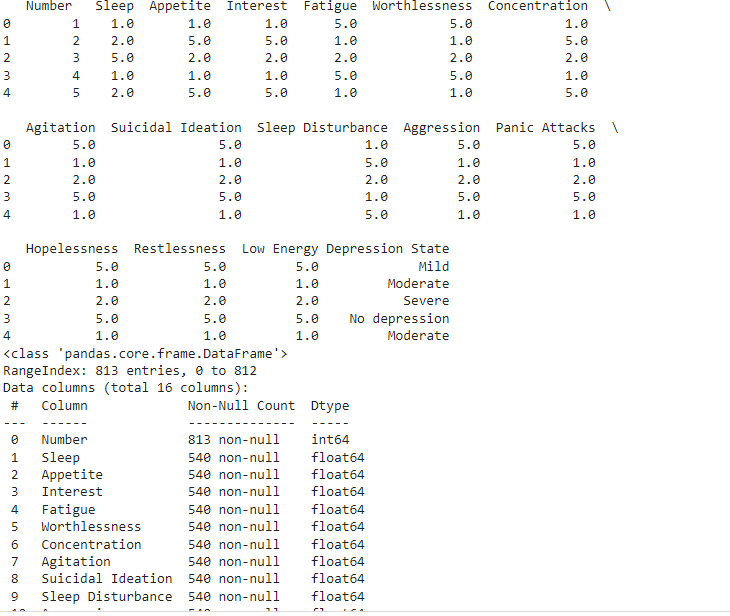 Number Sleep Appetite Interest Fatigue Worthlessness Concentration \
0 1 1.0 1.0 1.0 5.0 5.0 1.0
1 2 2.0 5.0 5.0 1.0 1.0 5.0
2 3 5.0 2.0 2.0 2.0 2.0 2.0
3 4 1.0 1.0 1.0 5.0 5.0 1.0
4 5 2.0 5.0 5.0 1.0 1.0 5.0
Agitation Suicidal Ideation Sleep Disturbance Aggression Panic Attacks \
0 5.0 5.0 1.0 5.0 5.0
1 1.0 1.0 5.0 1.0 1.0
2 2.0 2.0 2.0 2.0 2.0
3 5.0 5.0 1.0 5.0 5.0
4 1.0 1.0 5.0 1.0 1.0
Hopelessness Restlessness Low Energy Depression State
0 5.0 5.0 5.0 Mild
1 1.0 1.0 1.0 Moderate
2 2.0 2.0 2.0 Severe
3 5.0 5.0 5.0 No depression
4 1.0 1.0 1.0 Moderate
<class 'pandas.core.frame.DataFrame'>
RangeIndex: 813 entries, 0 to 812
Data columns (total 16 columns):
# Column Non-Null Count Dtype
--- ------ -------------- -----
0 Number 813 non-null int64
1 Sleep 540 non-null float64
2 Appetite 540 non-null float64
3 Interest 540 non-null float64
4 Fatigue 540 non-null float64
5 Worthlessness 540 non-null float64
6 Concentration 540 non-null float64
7 Agitation 540 non-null float64
8 Suicidal Ideation 540 non-null float64
9 Sleep Disturbance 540 non-null float64